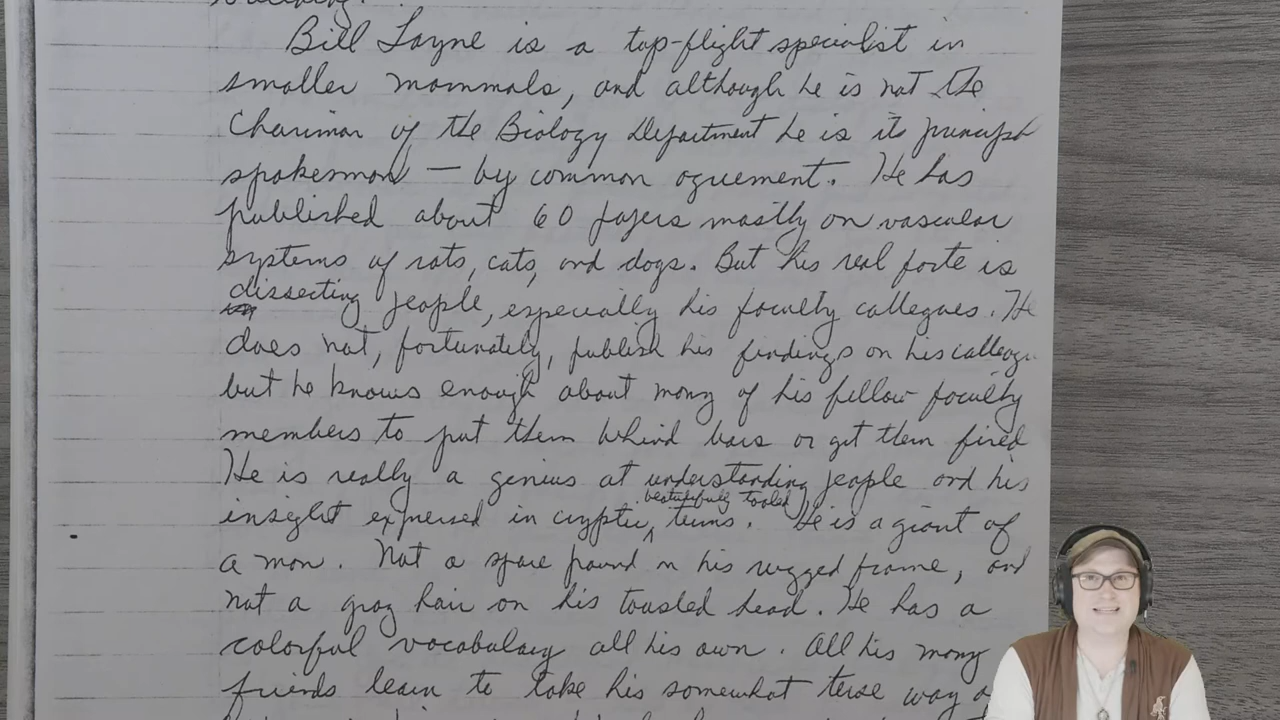 Bill Layne is a top-flight specialist in
smaller mammals, and although he is not the
Chariman of the Biology Department he is its principal
spokesman — by common agreement. He has
published about 60 papers mostly on vascular
systems of rats, cats, and dogs. But his real forte is
dissecting people, especially his faculty collegues. He
does not, fortunately, publish his findings on his
but he knows enough about many of his fellow faculty
members to put them behind bars or get them fired
He is really a genius at understanding people and his
beautifully tooled
insight expressed in cryptic, terms. He is a giant of
a man. Not a spare pound on his rugged frame, and
not a gray hair on his tousled head. He has a
colorful vocabulary all his own. All his many
friends learn to take his somewhat terse way